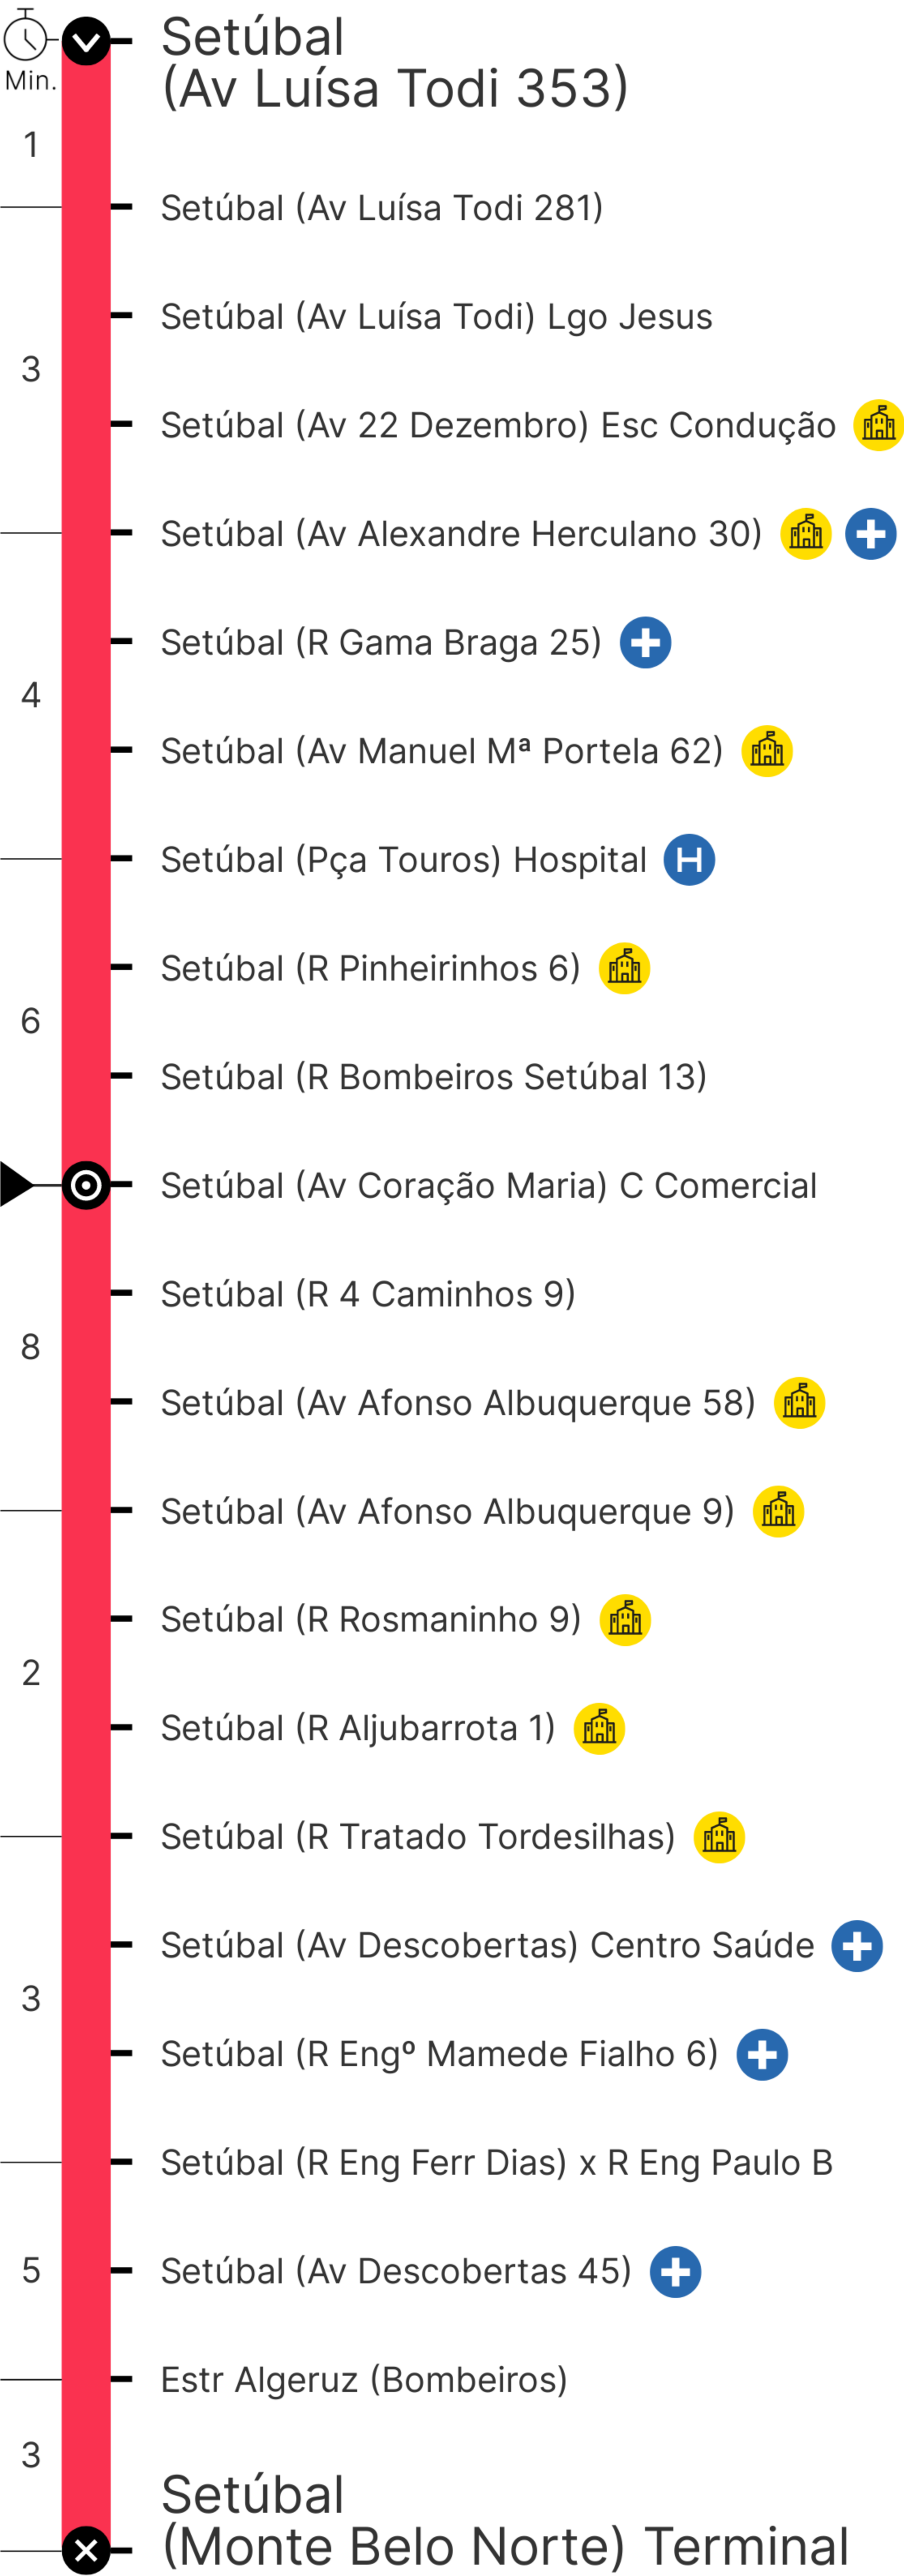 Setúbal
(Av Luísa Todi 353)
Min.
1
Setúbal (Av Luísa Todi 281)
Setúbal (Av Luísa Todi) Lgo Jesus
3
Setúbal (Av 22 Dezembro) Esc Condução
Setúbal (Av Alexandre Herculano 30)
Setúbal (R Gama Braga 25)
4
Setúbal (Av Manuel Mª Portela 62)
Setúbal (Pça Touros) Hospital H
Setúbal (R Pinheirinhos 6)
6
Setúbal (R Bombeiros Setúbal 13)
Setúbal (Av Coração Maria) C Comercial
Setúbal (R 4 Caminhos 9)
8
Setúbal (Av Afonso Albuquerque 58)
Setúbal (Av Afonso Albuquerque 9)
Setúbal (R Rosmaninho 9)
2
Setúbal (R Aljubarrota 1)
Setúbal (R Tratado Tordesilhas)
Setúbal (Av Descobertas) Centro Saúde
3
Setúbal (R Engº Mamede Fialho 6)
Setúbal (R Eng Ferr Dias) x R Eng Paulo B
5
Setúbal (Av Descobertas 45)
Estr Algeruz (Bombeiros)
3
Setúbal
(Monte Belo Norte) Terminal